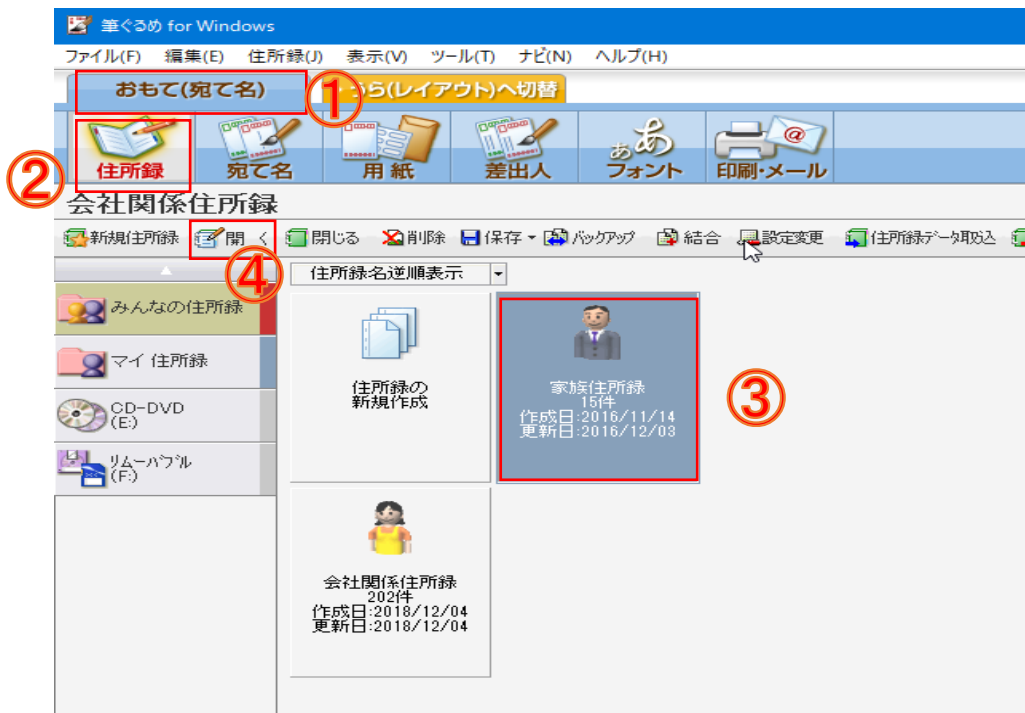 筆ぐるめ for Windows
ファイル(F) 編集(E) 住所録(J) 表示(V) ツール(T) ナビ(N) ヘルプ(H)
おもて(宛て名) ① うら(レイアウト)へ切替
②
住所録 宛て名 用紙 差出人 フォント 印刷・メール
会社関係住所録
新規住所録 開く 閉じる 削除 保存 バックアップ 結合 設定変更 住所録データ取込
④
住所録名逆順表示
みんなの住所録
マイ 住所録
CD-DVD
(E:)
リムーバブル
(F:)
住所録の
新規作成
家族住所録
15件
作成日:2016/11/14
更新日:2016/12/03
③
会社関係住所録
202件
作成日:2018/12/04
更新日:2018/12/04